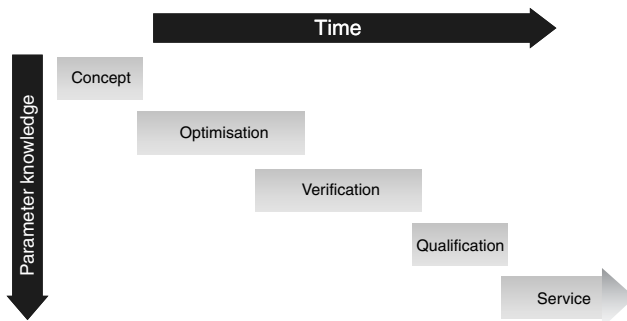 Time
Concept
Parameter knowledge
Optimisation
Verification
Qualification
Service